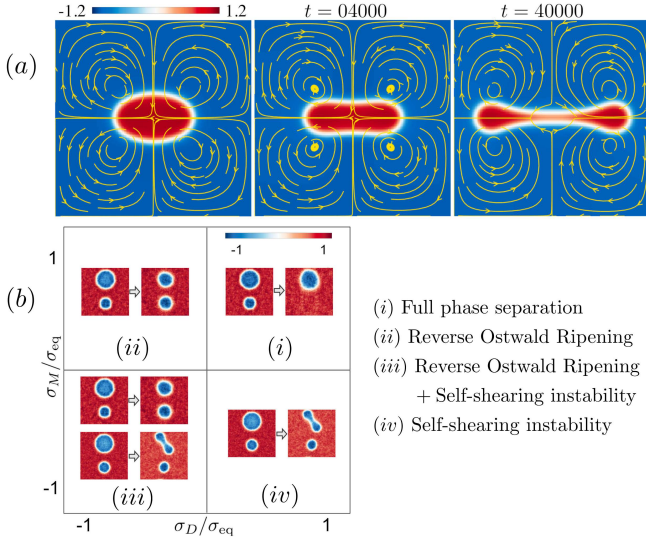 -1.2 1.2 t = 04000 t = 40000
(a)
(b)
1
-1 1
(ii) (i)
σ_M/σ_eq
(iii) (iv)
-1
-1 σ_D/σ_eq 1
(i) Full phase separation
(ii) Reverse Ostwald Ripening
(iii) Reverse Ostwald Ripening
+ Self-shearing instability
(iv) Self-shearing instability